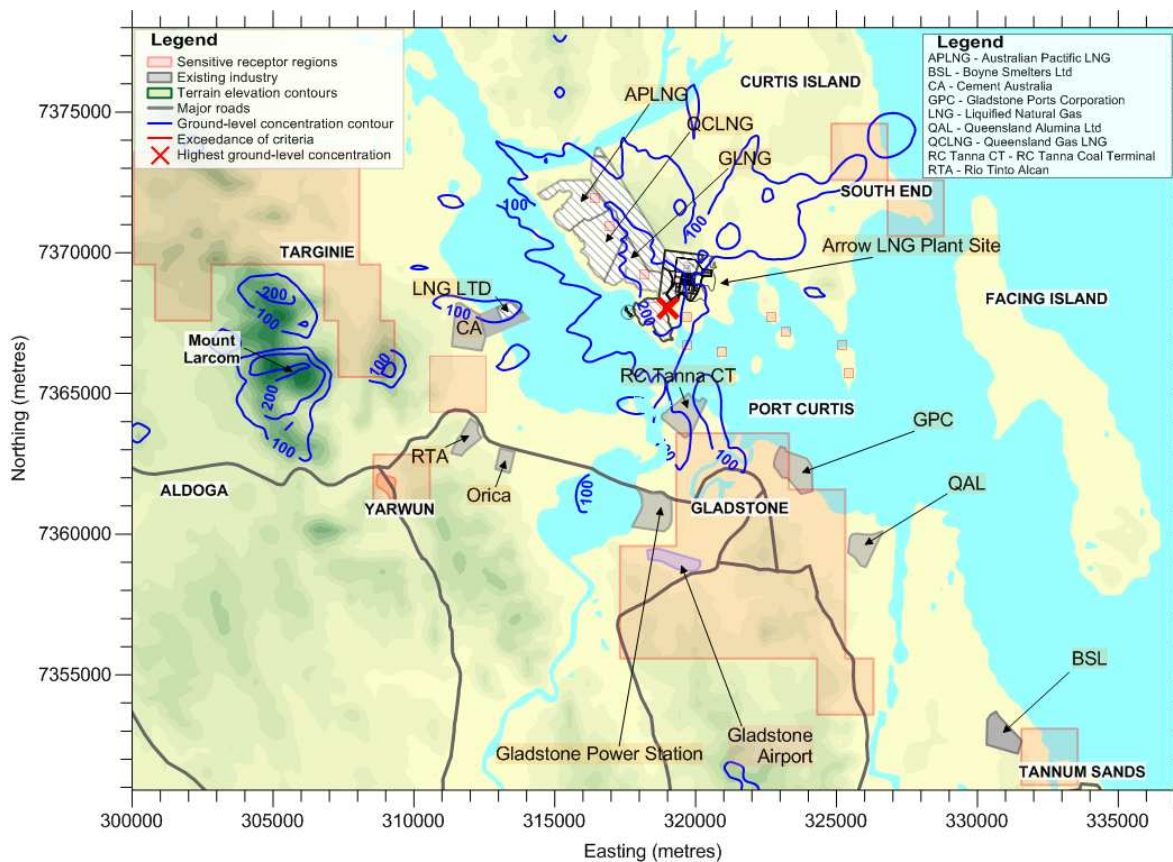 Legend
Sensitive receptor regions
Existing industry
Terrain elevation contours
Major roads
Ground-level concentration contour
Exceedance of criteria
Highest ground-level concentration
Legend
APLNG - Australian Pactific LNG
BSL - Boyne Smelters Ltd
CA - Cement Australia
GPC - Gladstone Ports Corporation
LNG - Liquified Natural Gas
QAL - Queensland Alumina Ltd
QCLNG - Queensland Gas LNG
RC Tanna CT - RC Tanna Coal Terminal
RTA - Rio Tinto Alcan
CURTIS ISLAND
APLNG
QCLNG
GLNG
SOUTH END
100
100
Arrow LNG Plant Site
TARGINIE
FACING ISLAND
LNG LTD
200
100
100
CA
200
Mount
Larcom
100
200
100
RC Tanna CT
PORT CURTIS
GPC
100
100
RTA
Orica
ALDOGA
YARWUN
100
GLADSTONE
QAL
BSL
Gladstone Power Station
Gladstone
Airport
TANNUM SANDS
7375000
7370000
7365000
7360000
7355000
Northing (metres)
300000 305000 310000 315000 320000 325000 330000 335000
Easting (metres)